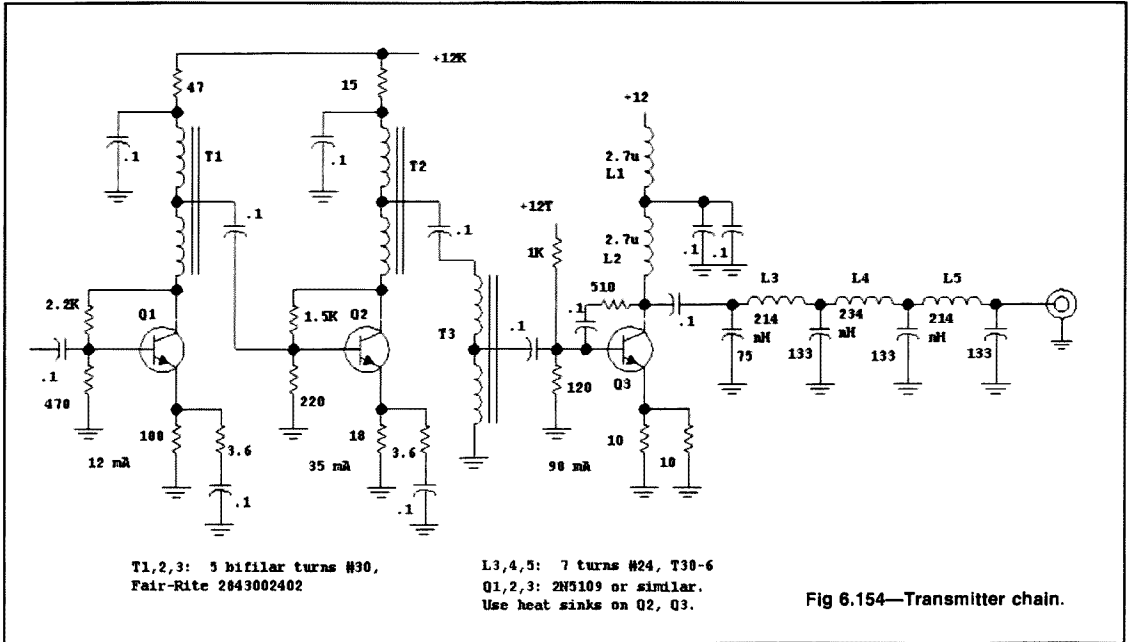 +12K
47
15
+12
.1
T1
.1
T2
2.7u
L1
.1
+12T
.1
1K
2.7u
L2
.1
.1
2.2K
Q1
1.5K
Q2
510
.1
L3
L4
L5
T3
.1
.1
214
mH
234
mH
214
mH
.1
470
220
120
Q3
75
133
133
133
100
3.6
18
3.6
10
10
12 mA
35 mA
90 mA
.1
.1
T1,2,3: 5 bifilar turns #30,
Fair-Rite 2843002402
L3,4,5: 7 turns #24, T30-6
Q1,2,3: 2N5109 or similar.
Use heat sinks on Q2, Q3.
Fig 6.154—Transmitter chain.